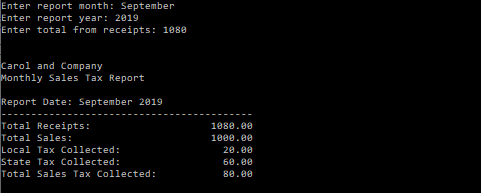 Enter report month: September
Enter report year: 2019
Enter total from receipts: 1080
Carol and Company
Monthly Sales Tax Report
Report Date: September 2019
------------------------------------------
Total Receipts: 1080.00
Total Sales: 1000.00
Local Tax Collected: 20.00
State Tax Collected: 60.00
Total Sales Tax Collected: 80.00